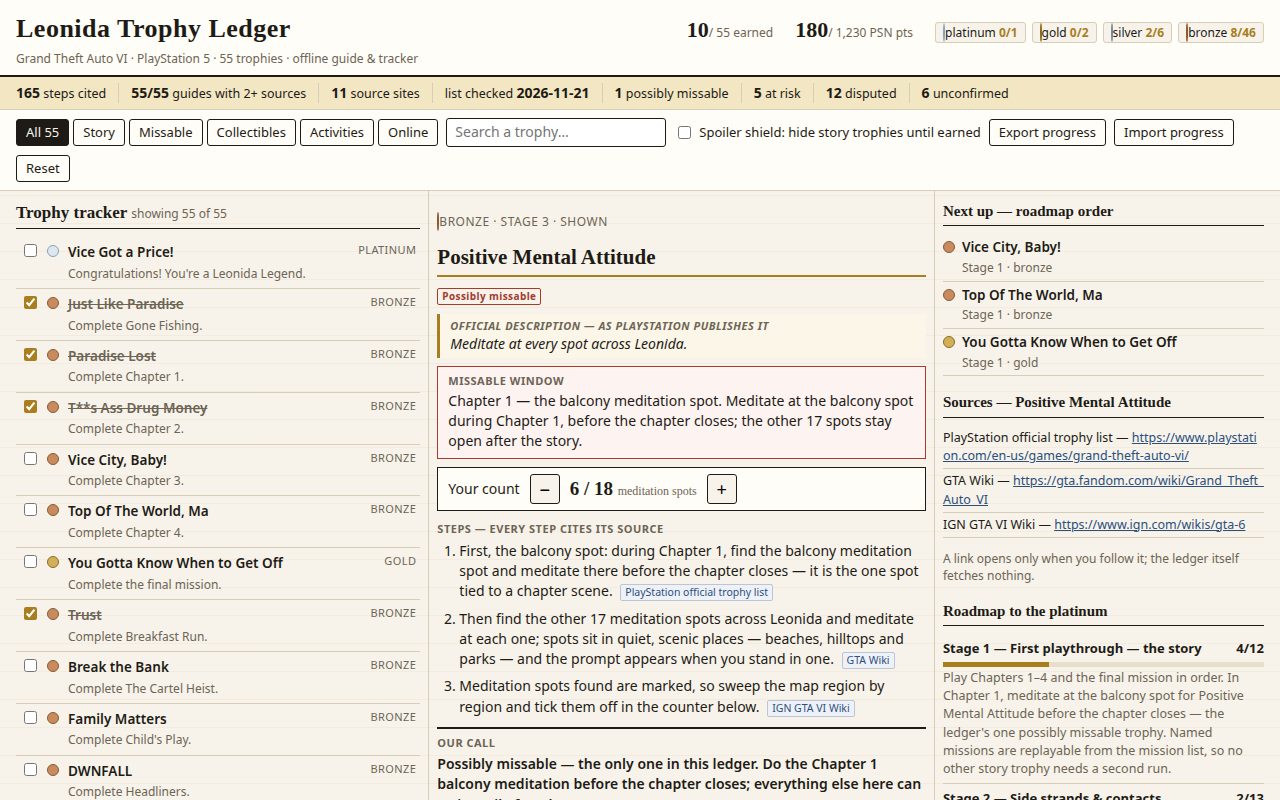 Leonida Trophy Ledger
Grand Theft Auto VI · PlayStation 5 · 55 trophies · offline guide & tracker
10 / 55 earned
180 / 1,230 PSN pts
platinum 0/1
gold 0/2
silver 2/6
bronze 8/46
165 steps cited
55/55 guides with 2+ sources
11 source sites
list checked 2026-11-21
1 possibly missable
5 at risk
12 disputed
6 unconfirmed
All 55
Story
Missable
Collectibles
Activities
Online
Search a trophy...
Spoiler shield: hide story trophies until earned
Export progress
Import progress
Reset
Trophy tracker showing 55 of 55
Vice Got a Price! PLATINUM
Congratulations! You're a Leonida Legend.
Just Like Paradise BRONZE
Complete Gone Fishing.
Paradise Lost BRONZE
Complete Chapter 1.
T**s Ass Drug Money BRONZE
Complete Chapter 2.
Vice City, Baby! BRONZE
Complete Chapter 3.
Top Of The World, Ma BRONZE
Complete Chapter 4.
You Gotta Know When to Get Off GOLD
Complete the final mission.
Trust BRONZE
Complete Breakfast Run.
Break the Bank BRONZE
Complete The Cartel Heist.
Family Matters BRONZE
Complete Child's Play.
DWNFALL BRONZE
Complete Headliners.
BRONZE · STAGE 3 · SHOWN
Positive Mental Attitude
Possibly missable
OFFICIAL DESCRIPTION — AS PLAYSTATION PUBLISHES IT
Meditate at every spot across Leonida.
MISSABLE WINDOW
Chapter 1 — the balcony meditation spot. Meditate at the balcony spot
during Chapter 1, before the chapter closes; the other 17 spots stay
open after the story.
Your count − 6 / 18 meditation spots +
STEPS — EVERY STEP CITES ITS SOURCE
1. First, the balcony spot: during Chapter 1, find the balcony meditation
spot and meditate there before the chapter closes — it is the one spot
tied to a chapter scene. PlayStation official trophy list
2. Then find the other 17 meditation spots across Leonida and meditate
at each one; spots sit in quiet, scenic places — beaches, hilltops and
parks — and the prompt appears when you stand in one. GTA Wiki
3. Meditation spots found are marked, so sweep the map region by
region and tick them off in the counter below. IGN GTA VI Wiki
OUR CALL
Possibly missable — the only one in this ledger. Do the Chapter 1
balcony meditation before the chapter closes; everything else here can
Next up — roadmap order
Vice City, Baby!
Stage 1 · bronze
Top Of The World, Ma
Stage 1 · bronze
You Gotta Know When to Get Off
Stage 1 · gold
Sources — Positive Mental Attitude
PlayStation official trophy list — https://www.playstati
on.com/en-us/games/grand-theft-auto-vi/
GTA Wiki — https://gta.fandom.com/wiki/Grand_Theft_
Auto_VI
IGN GTA VI Wiki — https://www.ign.com/wikis/gta-6
A link opens only when you follow it; the ledger itself
fetches nothing.
Roadmap to the platinum
Stage 1 — First playthrough — the story 4/12
Play Chapters 1–4 and the final mission in order. In
Chapter 1, meditate at the balcony spot for Positive
Mental Attitude before the chapter closes — the
ledger's one possibly missable trophy. Named
missions are replayable from the mission list, so no
other story trophy needs a second run.
Stage 2 — Side strands & contacts 2/13